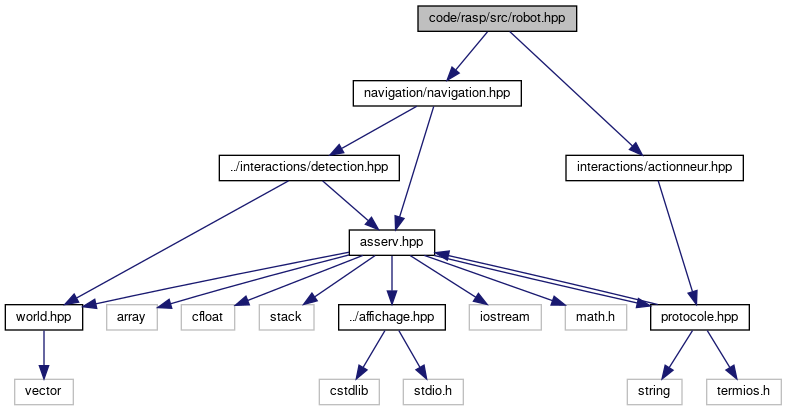 code/rasp/src/robot.hpp
navigation/navigation.hpp
../interactions/detection.hpp
interactions/actionneur.hpp
asserv.hpp
world.hpp
array
cfloat
stack
../affichage.hpp
iostream
math.h
protocole.hpp
vector
cstdlib
stdio.h
string
termios.h